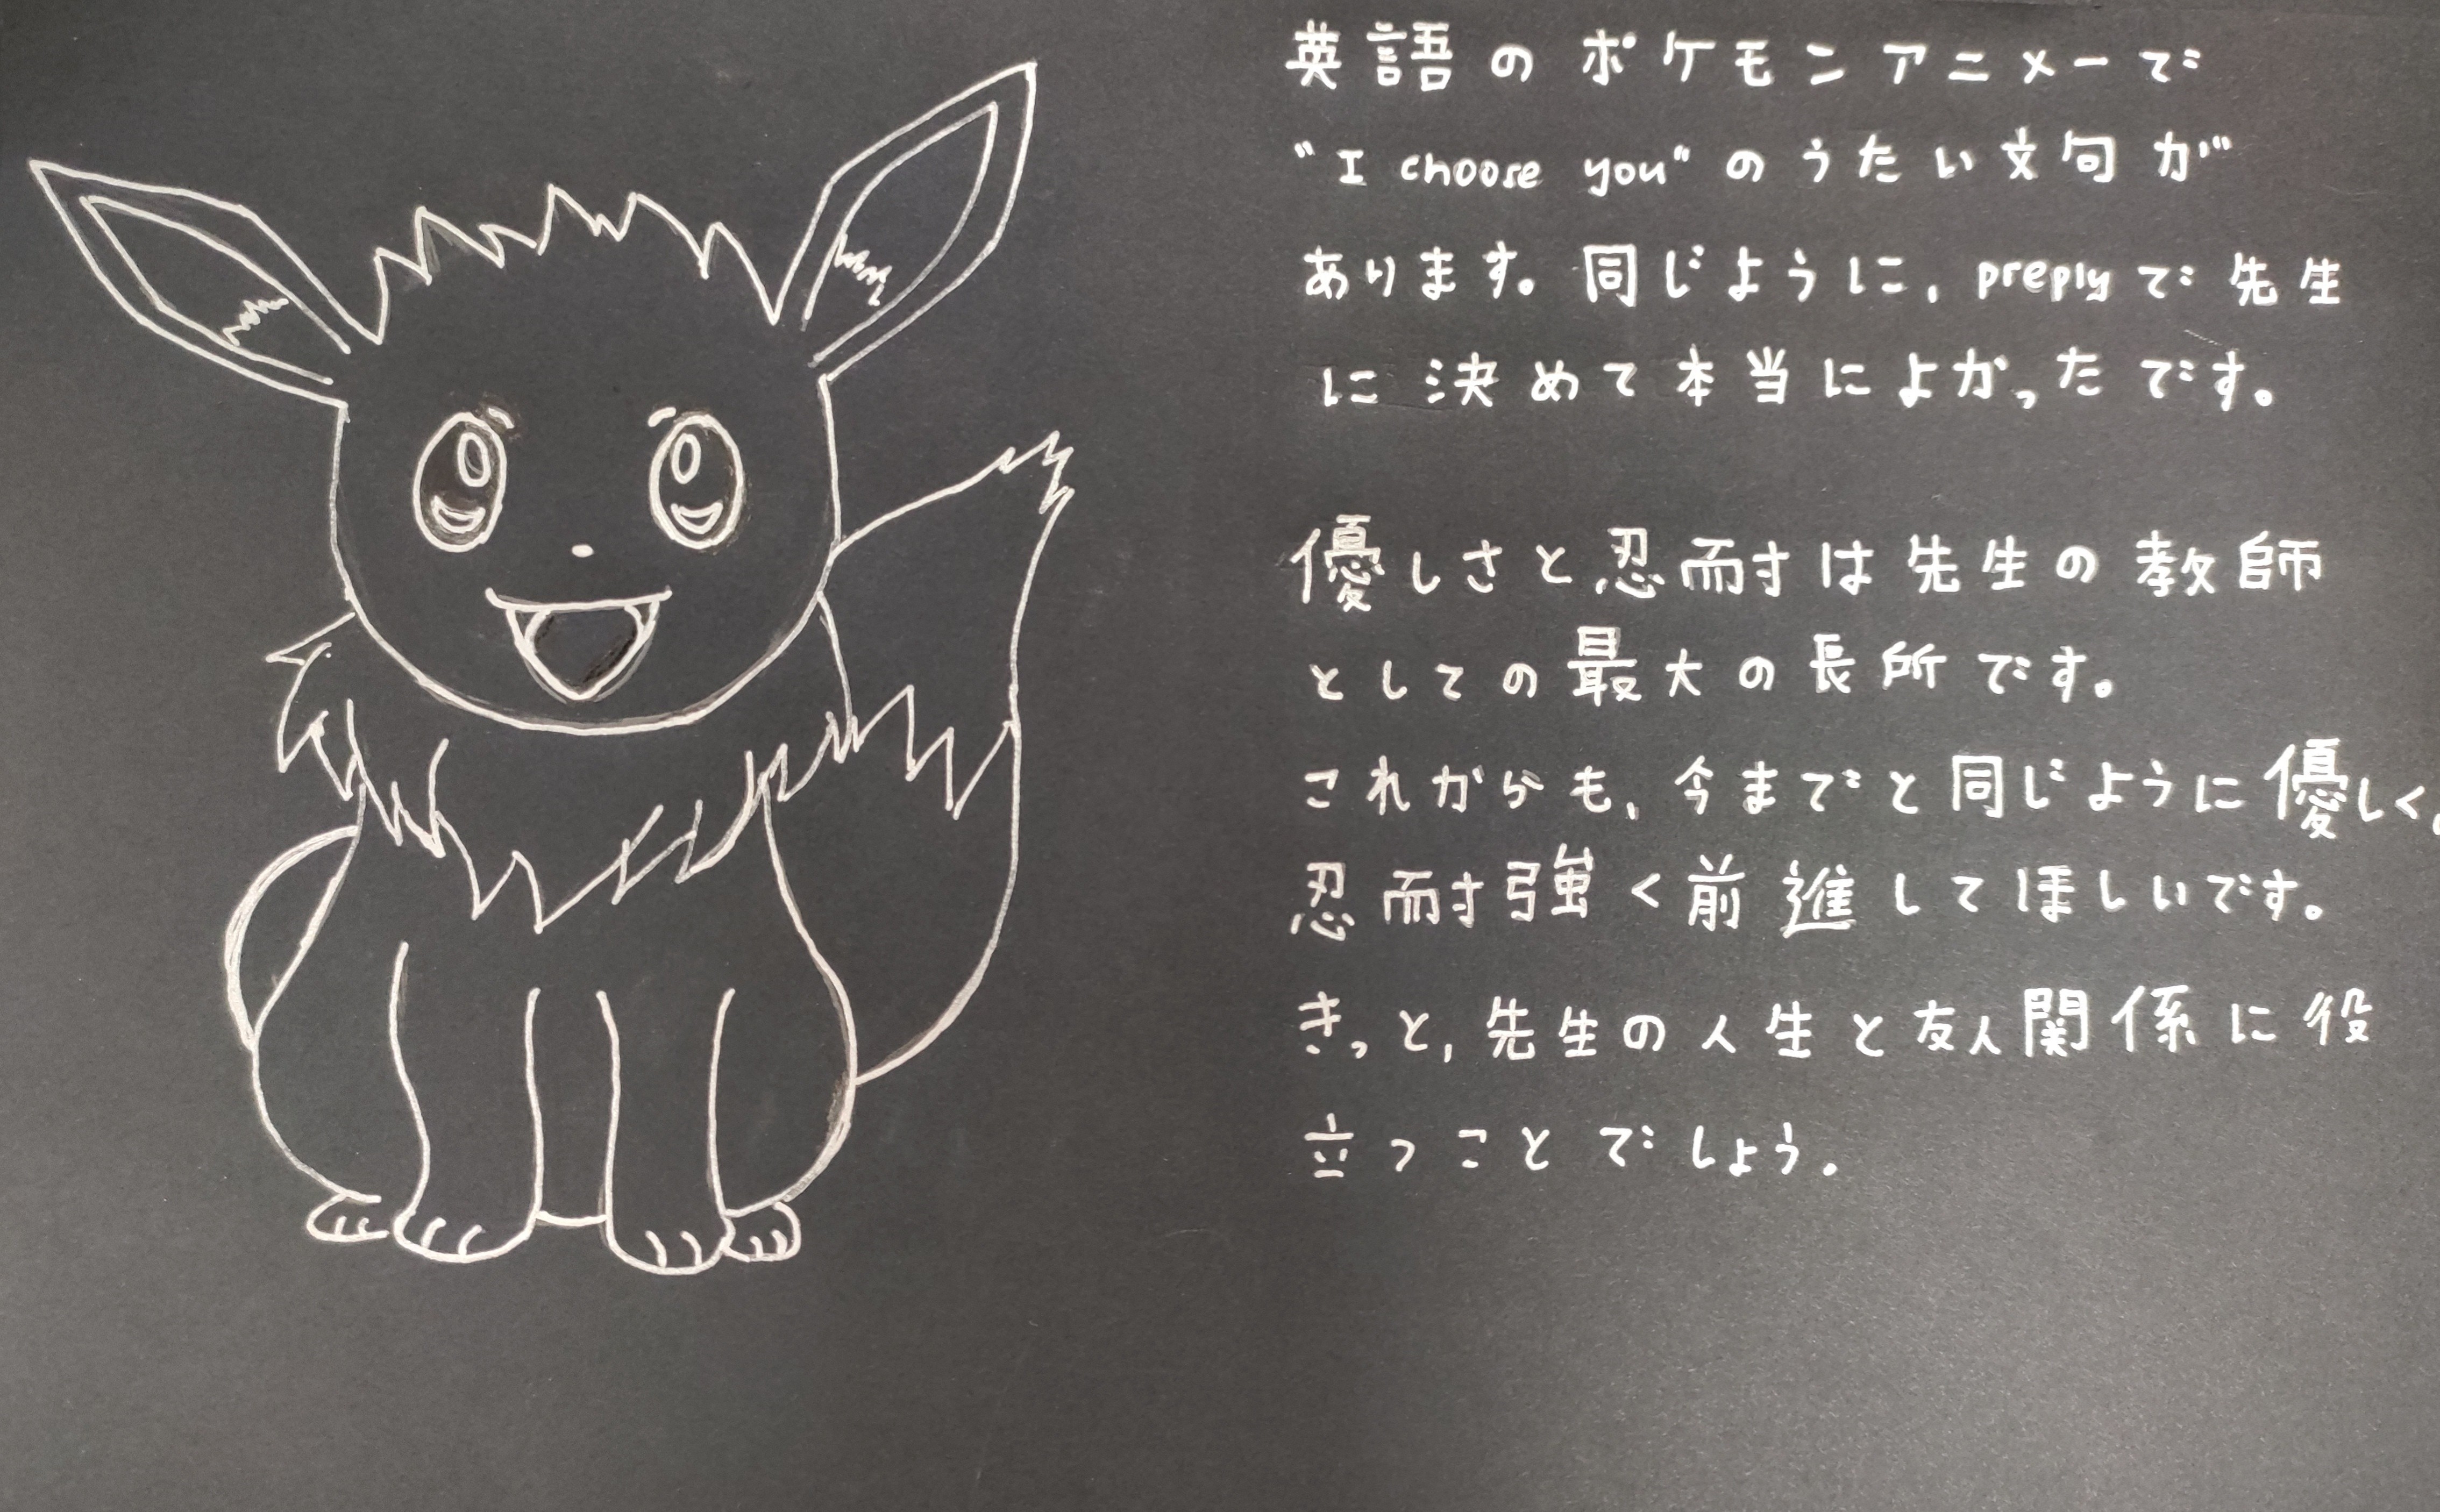 英語のポケモンアニメーで
"I choose you"のうたい文句が
あります。同じように, preplyで先生
に決めて本当によかったです。
優しさと忍耐は先生の教師
としての最大の長所です。
これからも, 今までと同じように優しく。
忍耐強く前進してほしいです。
きっと, 先生の人生と友人関係に役
立つことでしょう.